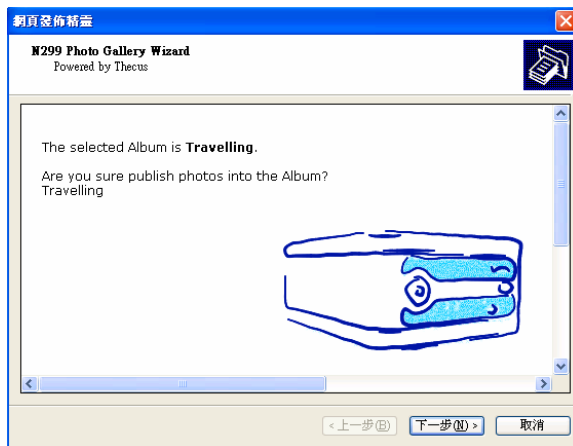 網頁發佈精靈
N299 Photo Gallery Wizard
Powered by Thecus
The selected Album is Travelling.
Are you sure publish photos into the Album?
Travelling
<上一步(B)
下一步(N)>
取消